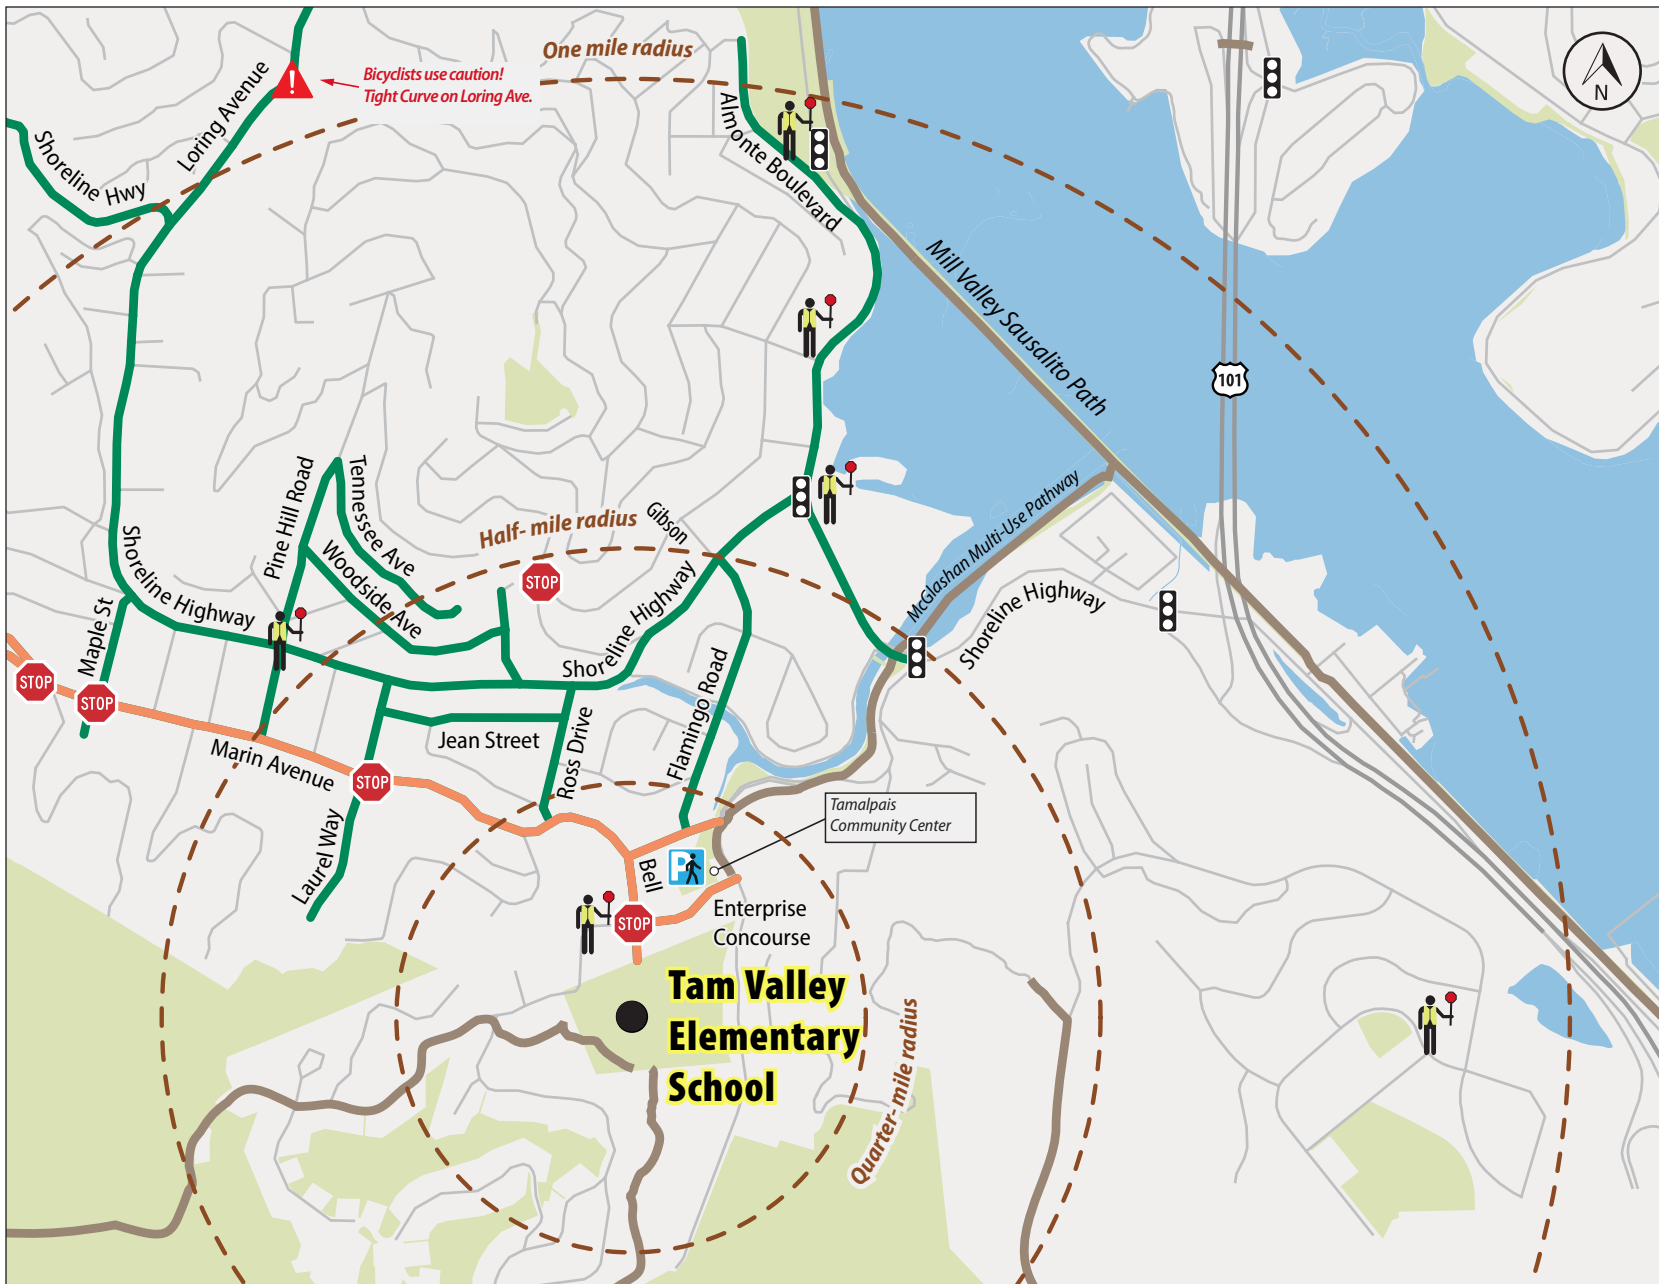 One mile radius
Bicyclists use caution!
Tight Curve on Loring Ave.
Loring Avenue
Shoreline Hwy
Almonte Boulevard
N
Mill Valley Sausalito Path
101
Pine Hill Road
Tennessee Ave
Woodside Ave
Half- mile radius
Gibson
STOP
McGlashan Multi-Use Pathway
Shoreline Highway
Shoreline Highway
Shoreline Highway
Maple St
STOP
STOP
Jean Street
Ross Drive
Flamingo Road
Marin Avenue
STOP
Laurel Way
Tamalpais
Community Center
P
Bell
STOP
Enterprise
Concourse
Tam Valley
Elementary
School
Quarter- mile radius